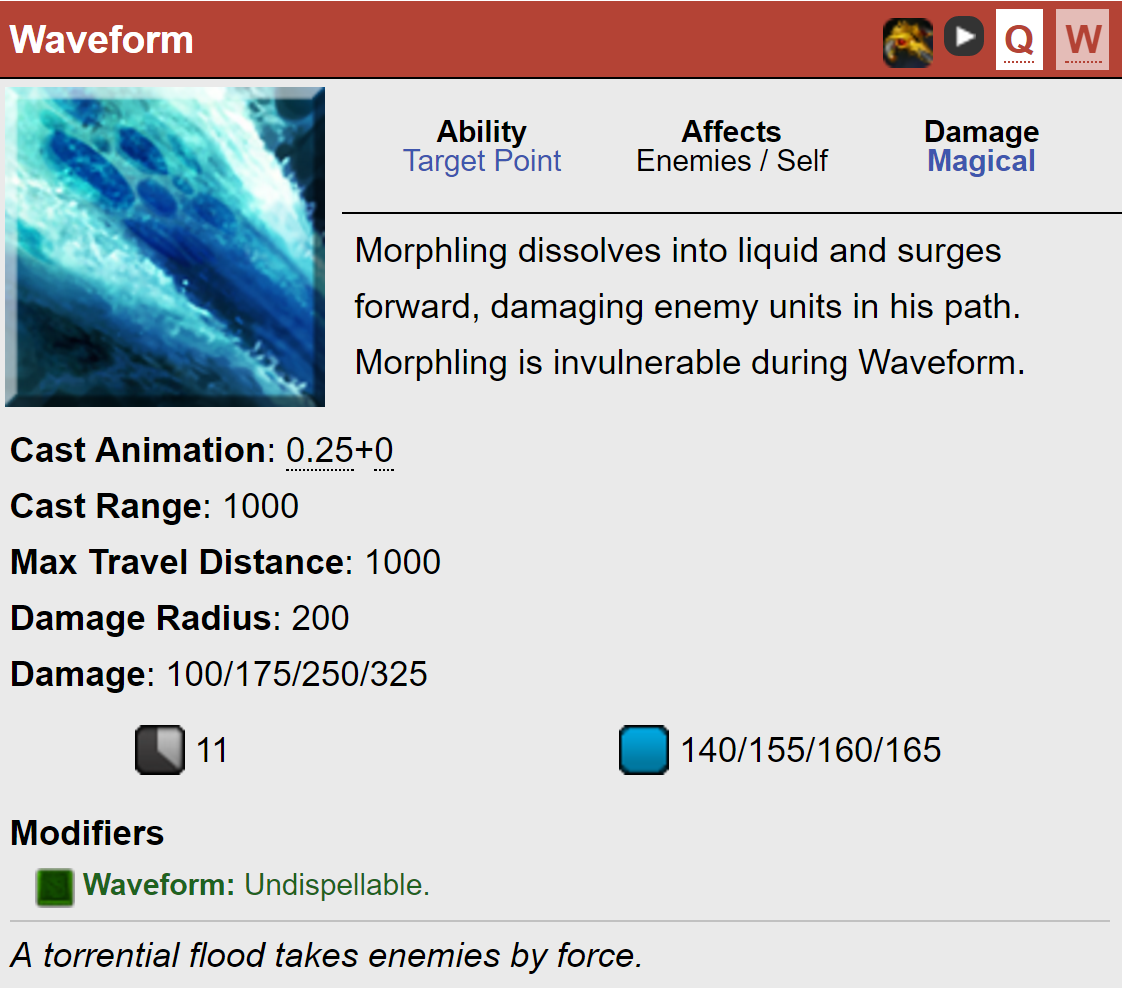 Waveform
Q W
Ability Affects Damage
Target Point Enemies / Self Magical
Morphling dissolves into liquid and surges
forward, damaging enemy units in his path.
Morphling is invulnerable during Waveform.
Cast Animation: 0.25+0
Cast Range: 1000
Max Travel Distance: 1000
Damage Radius: 200
Damage: 100/175/250/325
11 140/155/160/165
Modifiers
Waveform: Undispellable.
A torrential flood takes enemies by force.